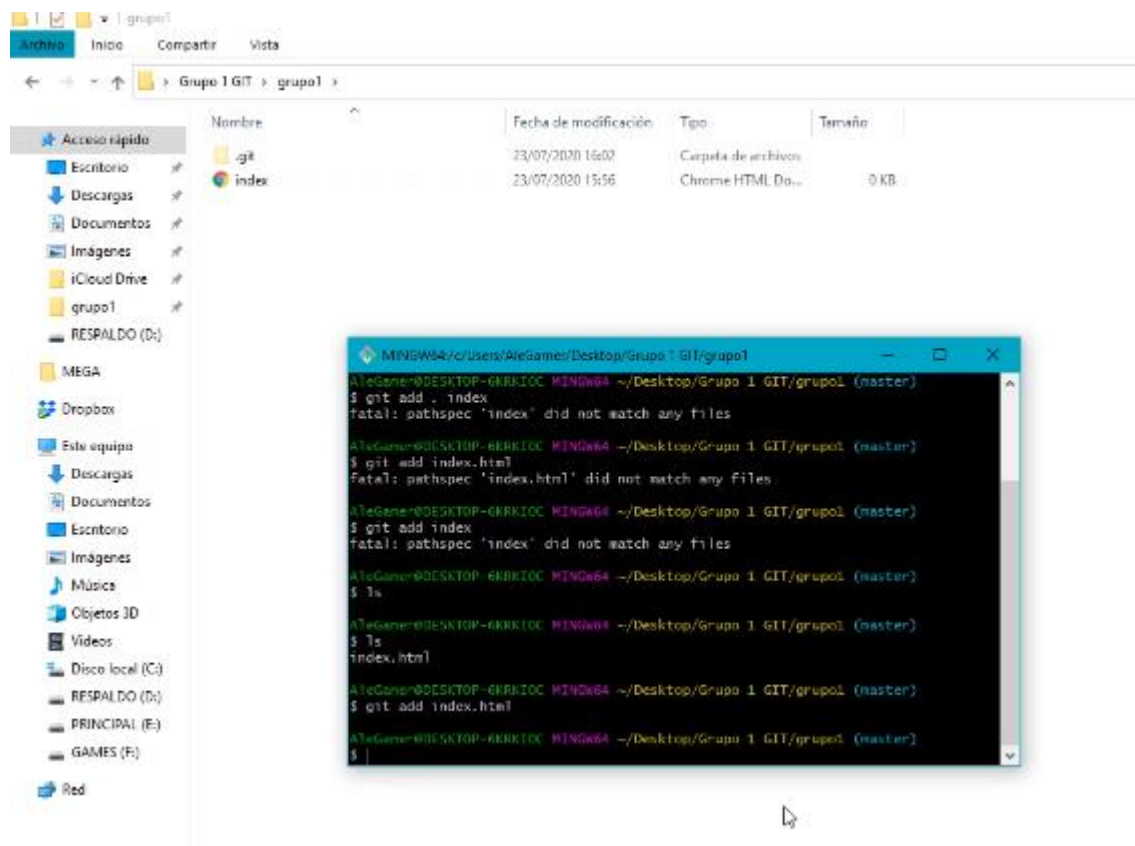 grupo1
Archivo Inicio Compartir Vista
Grupo 1 GIT grupo1
Nombre Fecha de modificación Tipo Tamaño
.git 23/07/2020 16:02 Carpeta de archivos
index 23/07/2020 15:56 Chrome HTML Do... 0 KB
Acceso rápido
Escritorio
Descargas
Documentos
Imágenes
iCloud Drive
grupo1
RESPALDO (D:)
MEGA
Dropbox
Este equipo
Descargas
Documentos
Escritorio
Imágenes
Música
Objetos 3D
Videos
Disco local (C:)
RESPALDO (D:)
PRINCIPAL (E:)
GAMES (F:)
Red
MINGW64:/c/Users/AleGamer/Desktop/Grupo 1 GIT/grupo1
AleGamer@DESKTOP-6KRKIOC MINGW64 ~/Desktop/Grupo 1 GIT/grupo1 (master)
$ git add . index
fatal: pathspec 'index' did not match any files
AleGamer@DESKTOP-6KRKIOC MINGW64 ~/Desktop/Grupo 1 GIT/grupo1 (master)
$ git add index.html
fatal: pathspec 'index.html' did not match any files
AleGamer@DESKTOP-6KRKIOC MINGW64 ~/Desktop/Grupo 1 GIT/grupo1 (master)
$ git add index
fatal: pathspec 'index' did not match any files
AleGamer@DESKTOP-6KRKIOC MINGW64 ~/Desktop/Grupo 1 GIT/grupo1 (master)
$ ls
AleGamer@DESKTOP-6KRKIOC MINGW64 ~/Desktop/Grupo 1 GIT/grupo1 (master)
$ ls
index.html
AleGamer@DESKTOP-6KRKIOC MINGW64 ~/Desktop/Grupo 1 GIT/grupo1 (master)
$ git add index.html
AleGamer@DESKTOP-6KRKIOC MINGW64 ~/Desktop/Grupo 1 GIT/grupo1 (master)
$